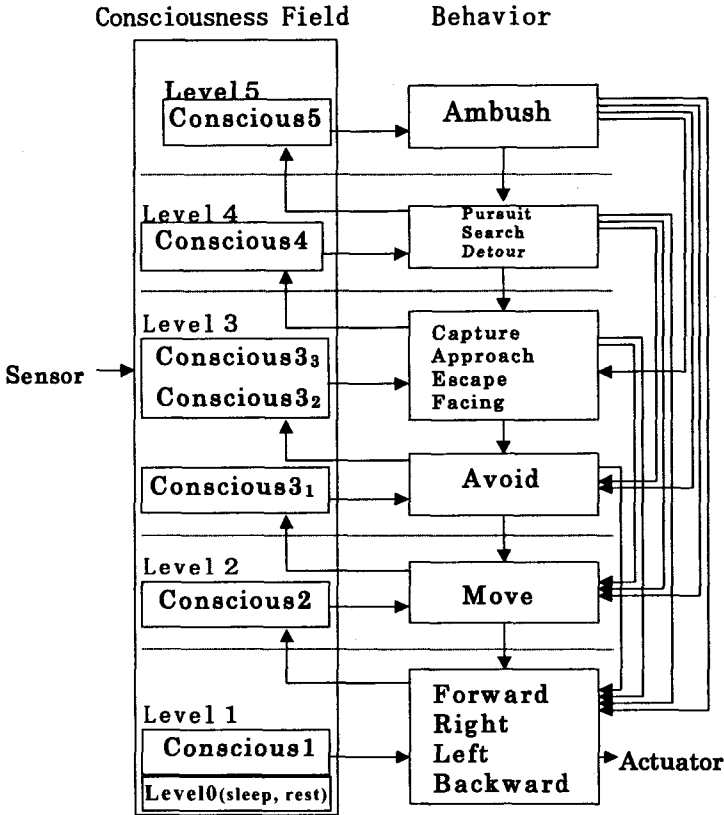 Consciousness Field Behavior
Level 5
Conscious5
Ambush
Level 4
Conscious4
Pursuit
Search
Detour
Level 3
Conscious3₃
Conscious3₂
Capture
Approach
Escape
Facing
Sensor
Conscious3₁
Avoid
Level 2
Conscious2
Move
Level 1
Conscious1
Level0(sleep, rest)
Forward
Right
Left
Backward
Actuator